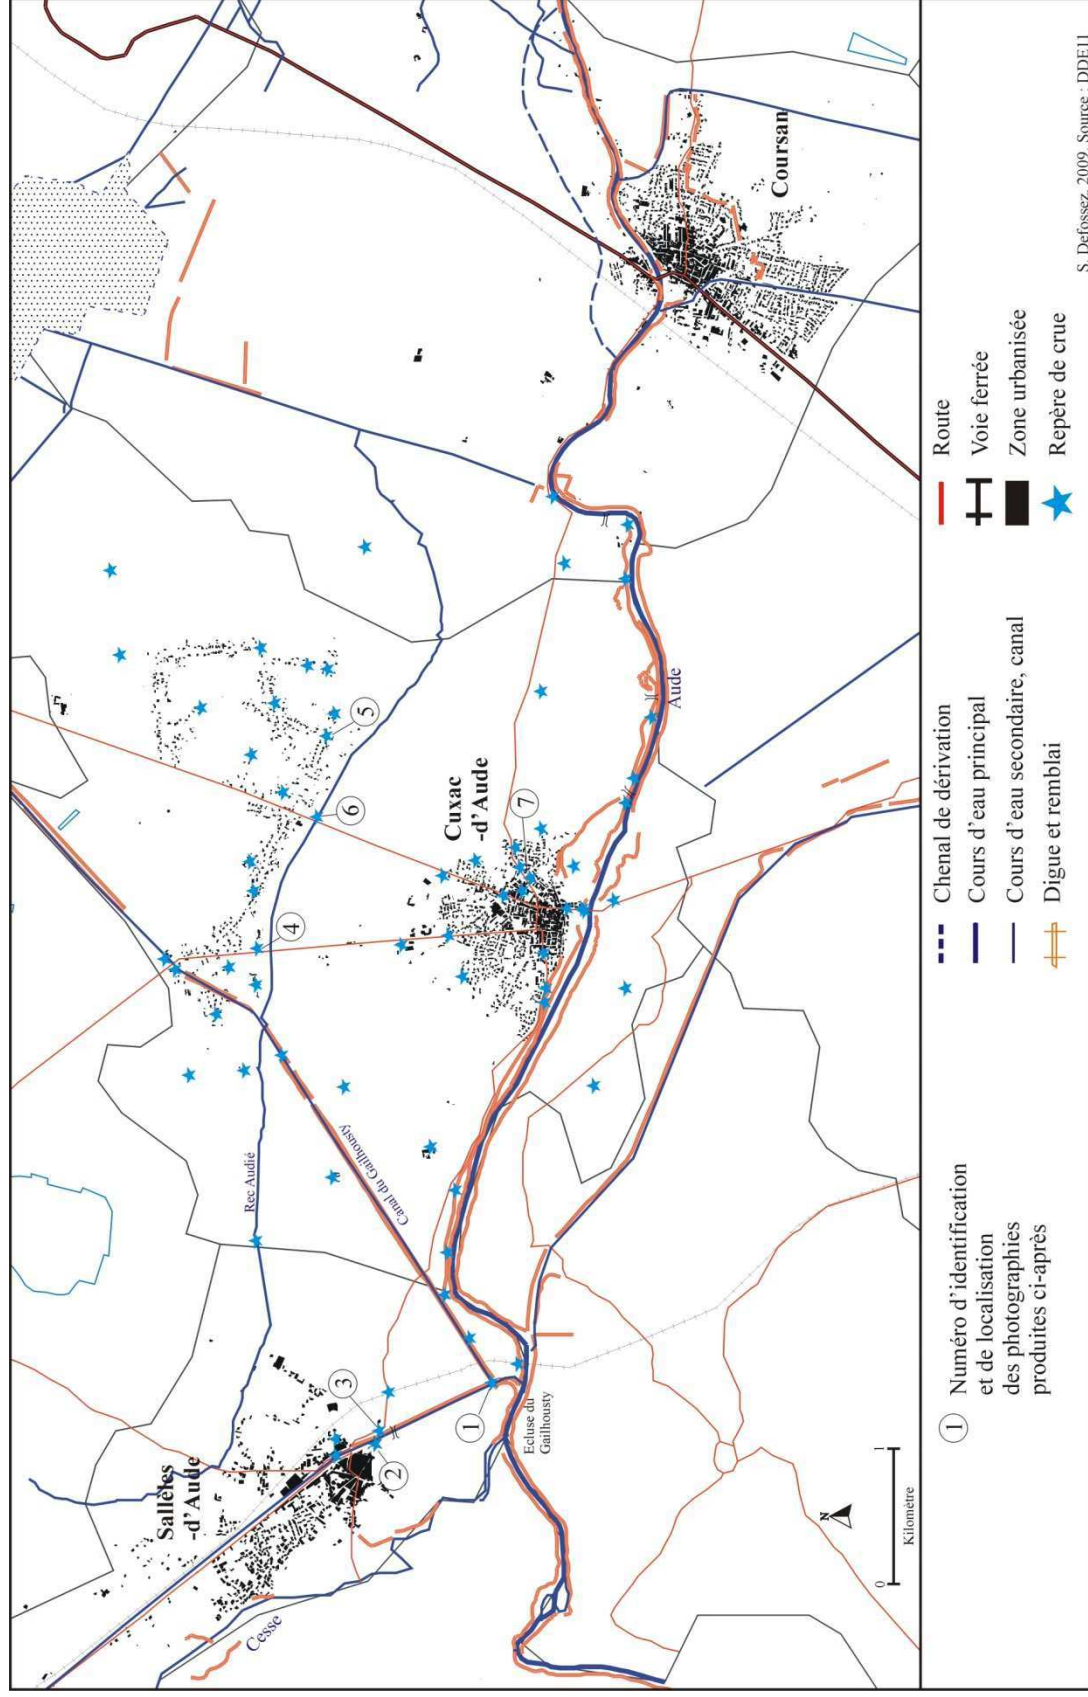 Sallèles
-d'Aude
Cesse
Rec Audié
Canal du Gailhousty
Ecluse du
Gailhousty
Cuxac
-d'Aude
Aude
Coursan
1
2
3
4
5
6
7
N
0 1
Kilomètre
1 Numéro d'identification
et de localisation
des photographies
produites ci-après
Chenal de dérivation
Cours d'eau principal
Cours d'eau secondaire, canal
Digue et remblai
Route
Voie ferrée
Zone urbanisée
Repère de crue
S. Defossez, 2009. Source : DDE11